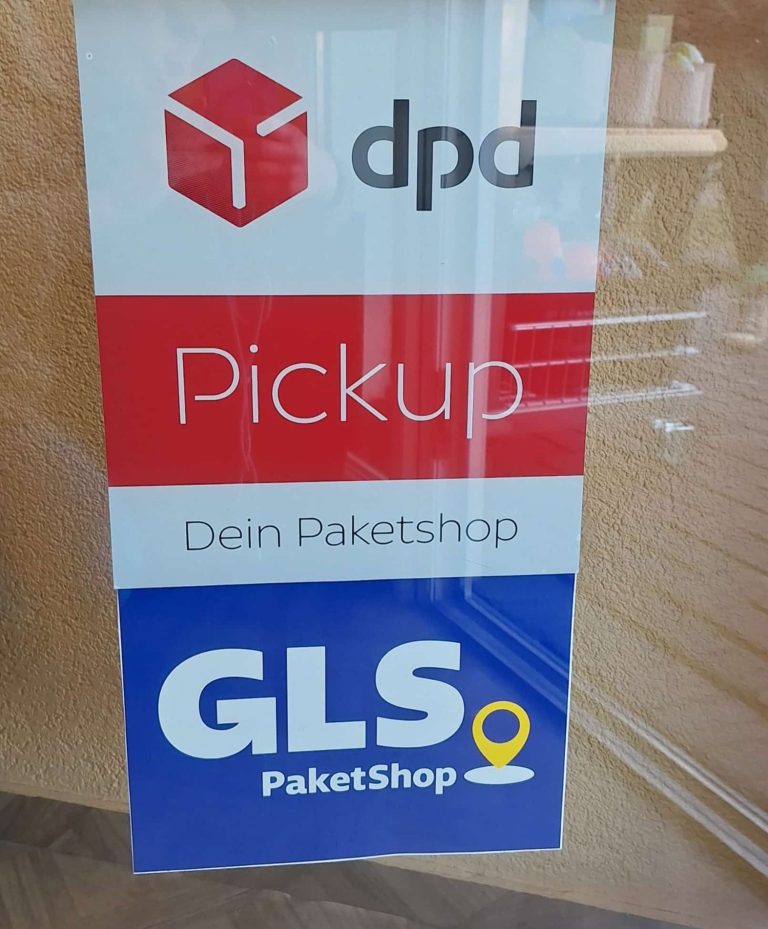 dpd
Pickup
Dein Paketshop
GLS
PaketShop